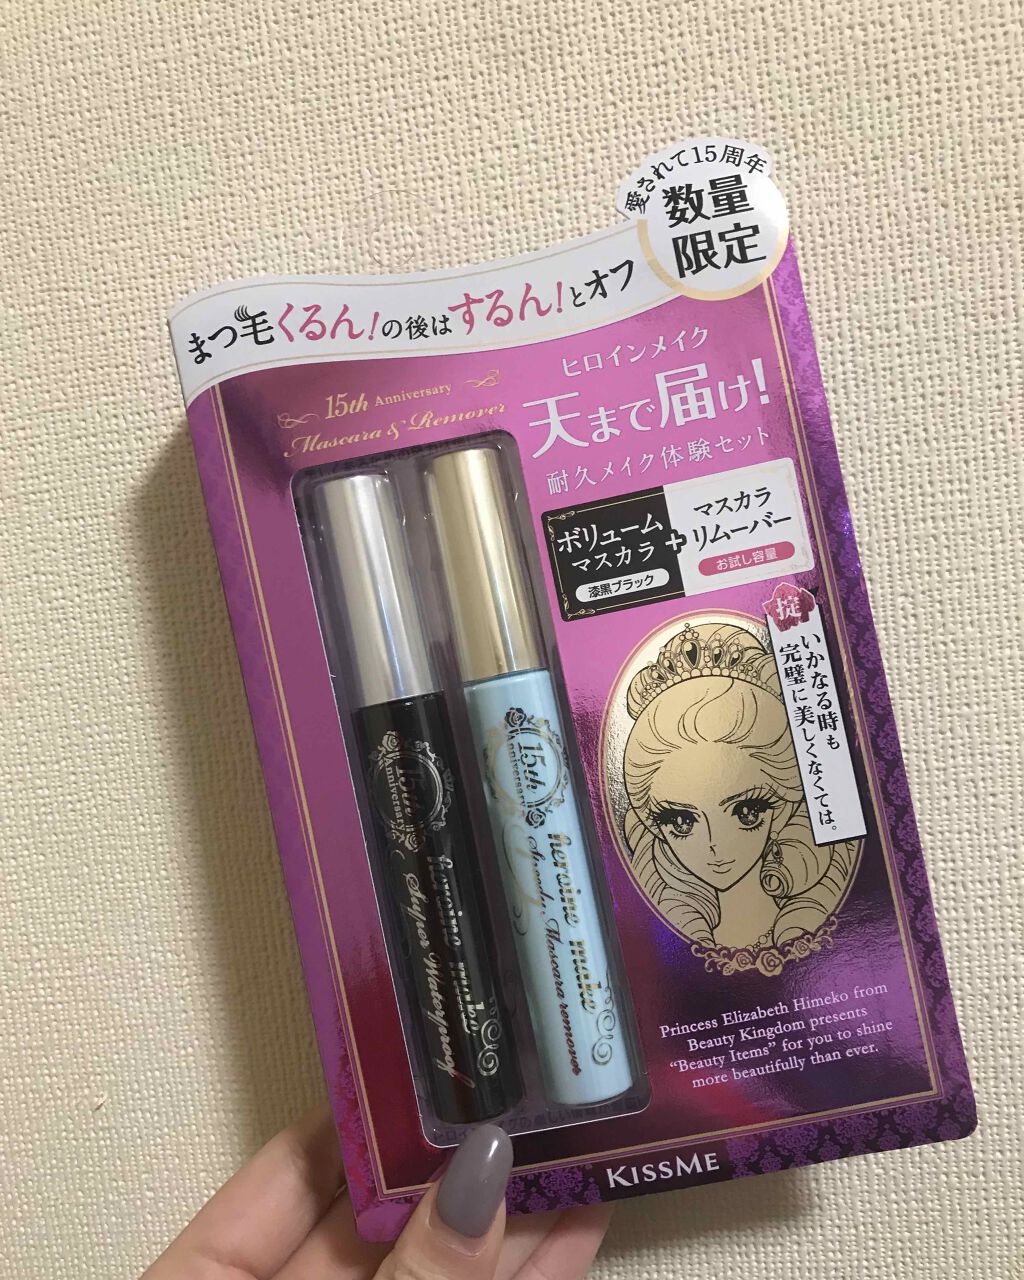 愛されて15周年
数量
限定
まつ毛くるん!の後はするん!とオフ
15th Anniversary
Mascara & Remover
ヒロインメイク
天まで届け!
耐久メイク体験セット
ボリューム
マスカラ
漆黒ブラック
+
マスカラ
リムーバー
お試し容量
掟
いかなる時も
完璧に美しくなくては。
15th
Anniversary
heroine make
Super Waterproof
15th
Anniversary
heroine make
Speedy Mascara remover
Princess Elizabeth Himeko from
Beauty Kingdom presents
“Beauty Items” for you to shine
more beautifully than ever.
KISSME